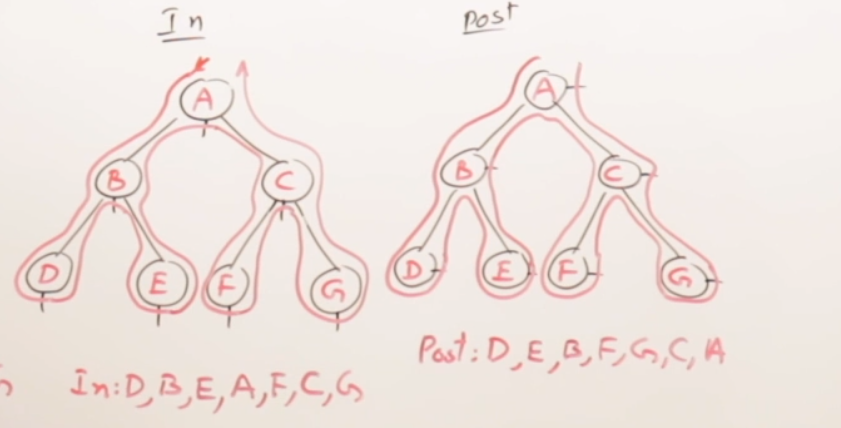 In
Post
A
B
C
D
E
F
G
A
B
C
D
E
F
G
In: D, B, E, A, F, C, G
Post: D, E, B, F, G, C, A